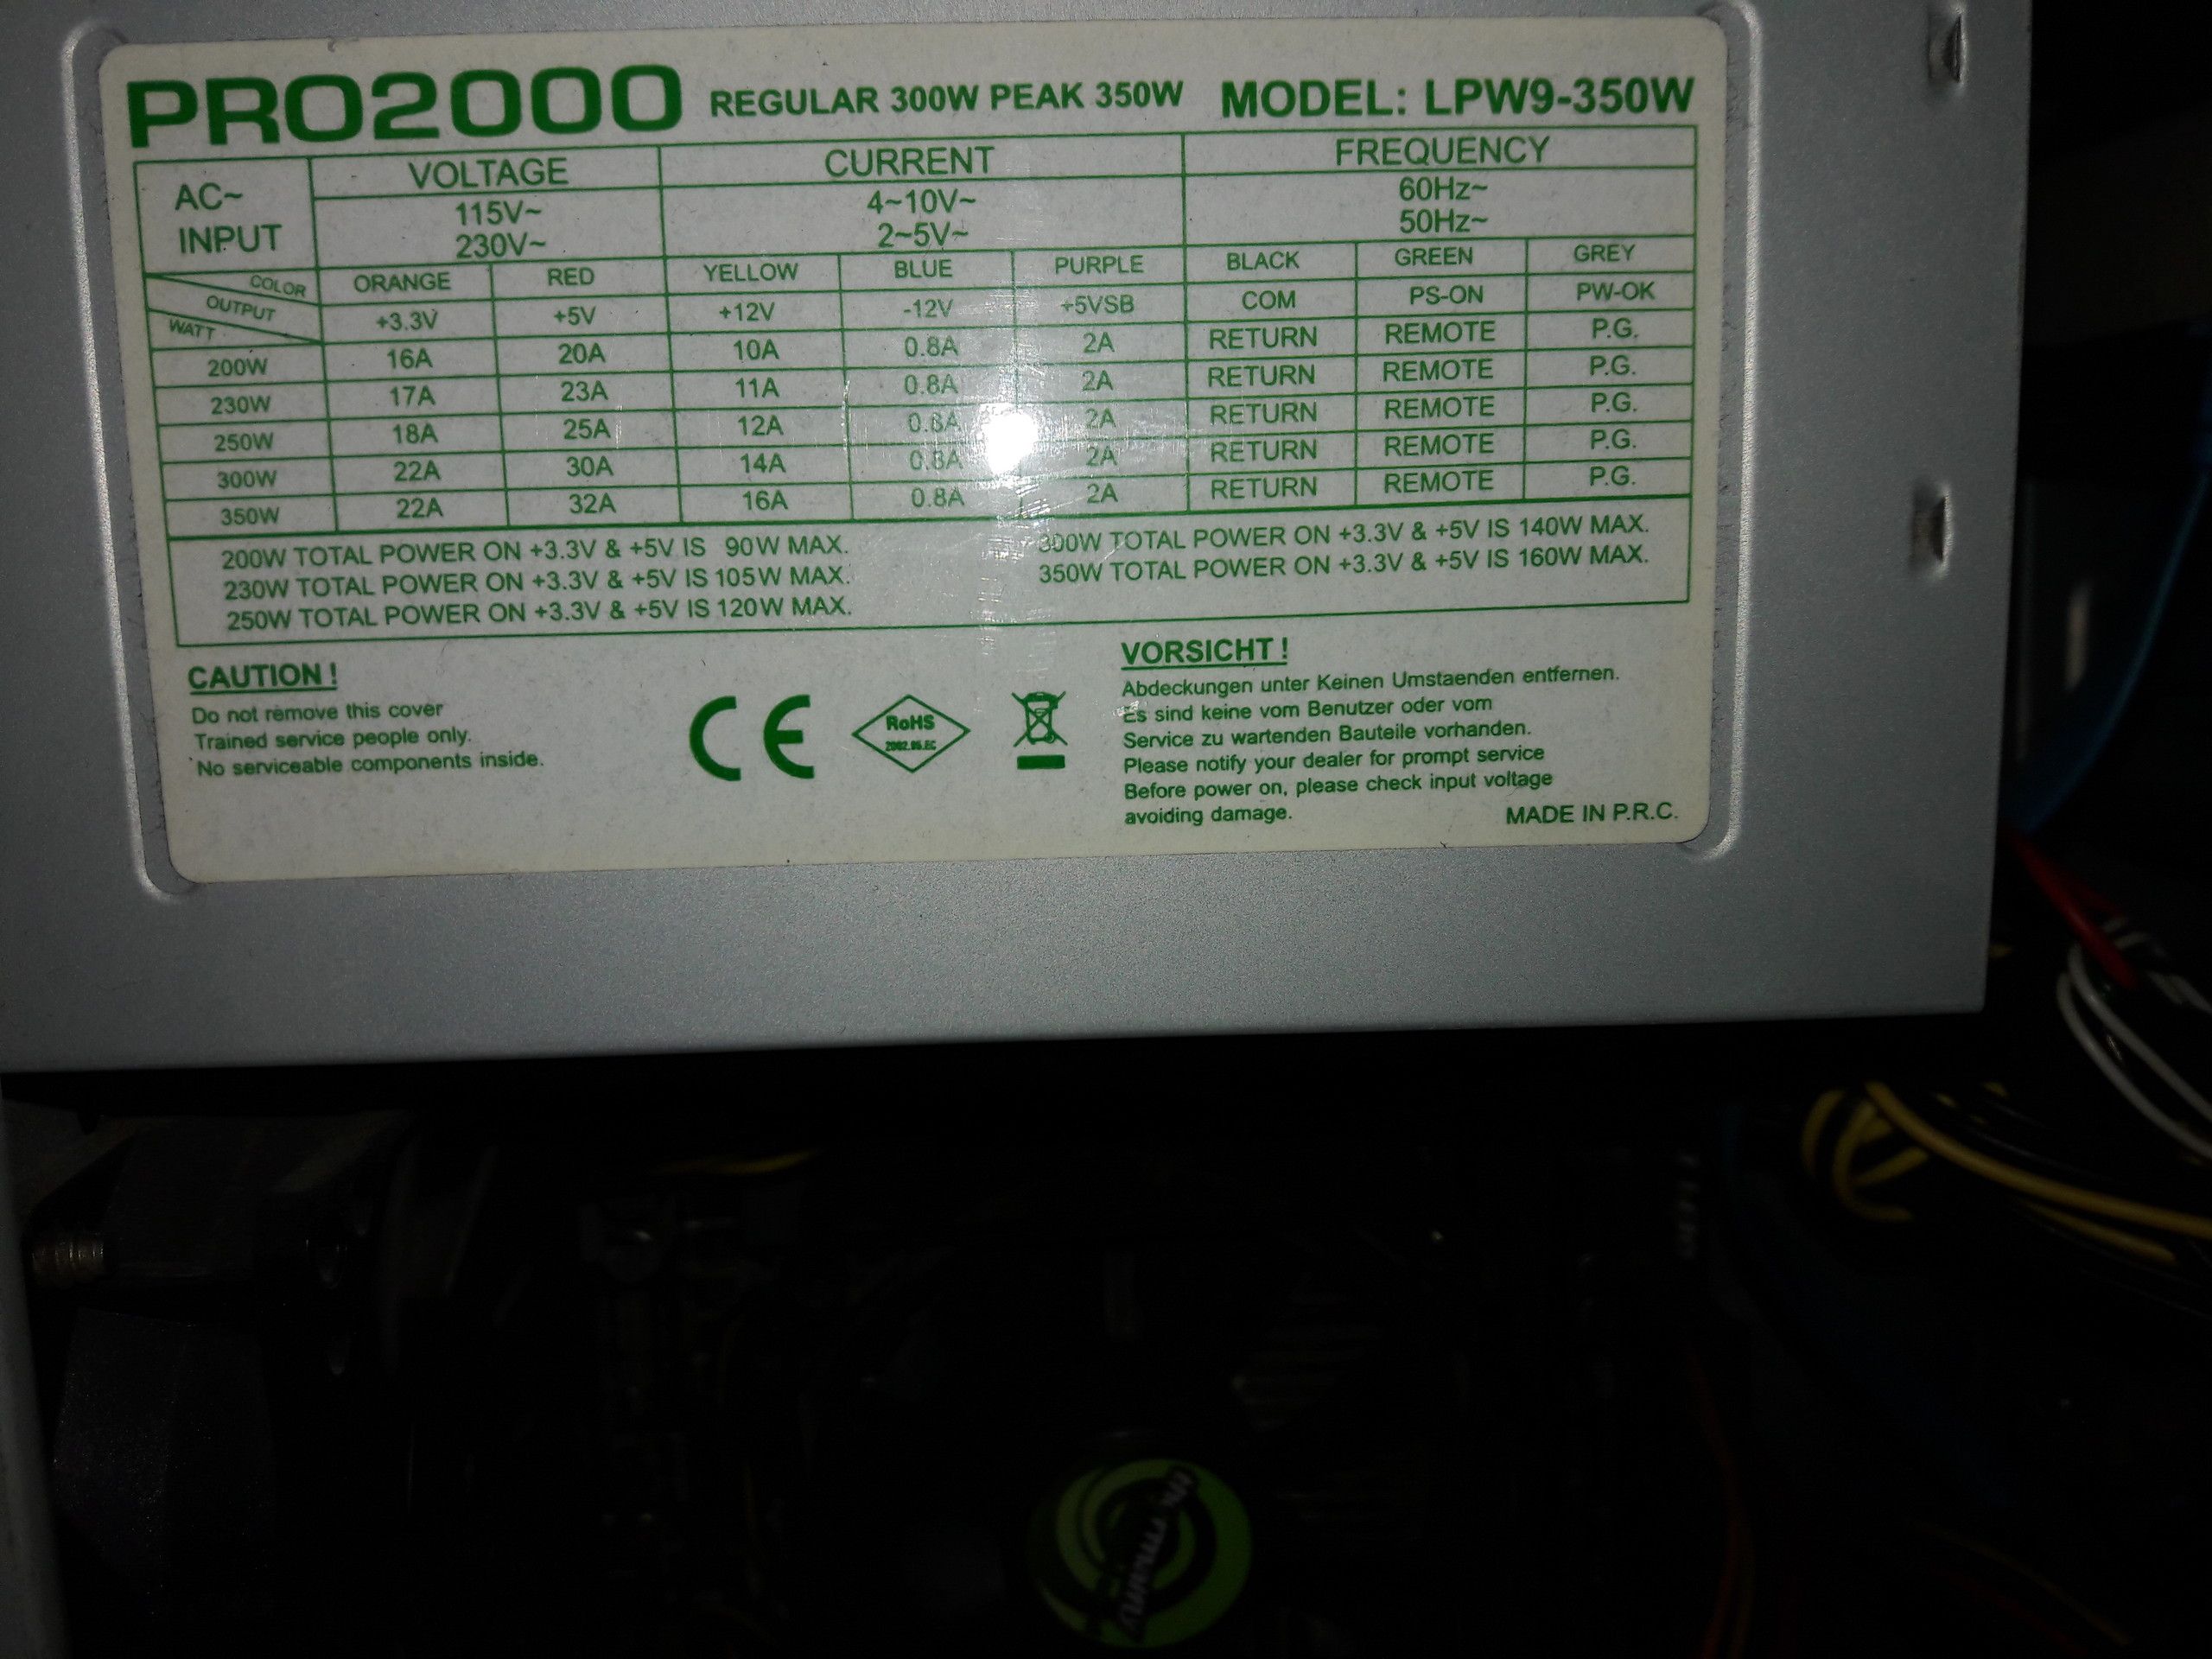 PRO2000 REGULAR 300W PEAK 350W MODEL: LPW9-350W
AC~ INPUT VOLTAGE CURRENT FREQUENCY
115V~ 4~10V~ 60Hz~
230V~ 2~5V~ 50Hz~
COLOR ORANGE RED YELLOW BLUE PURPLE BLACK GREEN GREY
OUTPUT +3.3V +5V +12V -12V +5VSB COM PS-ON PW-OK
WATT
200W 16A 20A 10A 0.8A 2A RETURN REMOTE P.G.
230W 17A 23A 11A 0.8A 2A RETURN REMOTE P.G.
250W 18A 25A 12A 0.8A 2A RETURN REMOTE P.G.
300W 22A 30A 14A 0.8A 2A RETURN REMOTE P.G.
350W 22A 32A 16A 0.8A 2A RETURN REMOTE P.G.
200W TOTAL POWER ON +3.3V & +5V IS 90W MAX.
230W TOTAL POWER ON +3.3V & +5V IS 105W MAX.
250W TOTAL POWER ON +3.3V & +5V IS 120W MAX.
300W TOTAL POWER ON +3.3V & +5V IS 140W MAX.
350W TOTAL POWER ON +3.3V & +5V IS 160W MAX.
CAUTION !
Do not remove this cover
Trained service people only.
No serviceable components inside.
CE
RoHS
2002.95.EC
VORSICHT !
Abdeckungen unter Keinen Umstaenden entfernen.
Es sind keine vom Benutzer oder vom
Service zu wartenden Bauteile vorhanden.
Please notify your dealer for prompt service
Before power on, please check input voltage
avoiding damage.
MADE IN P.R.C.